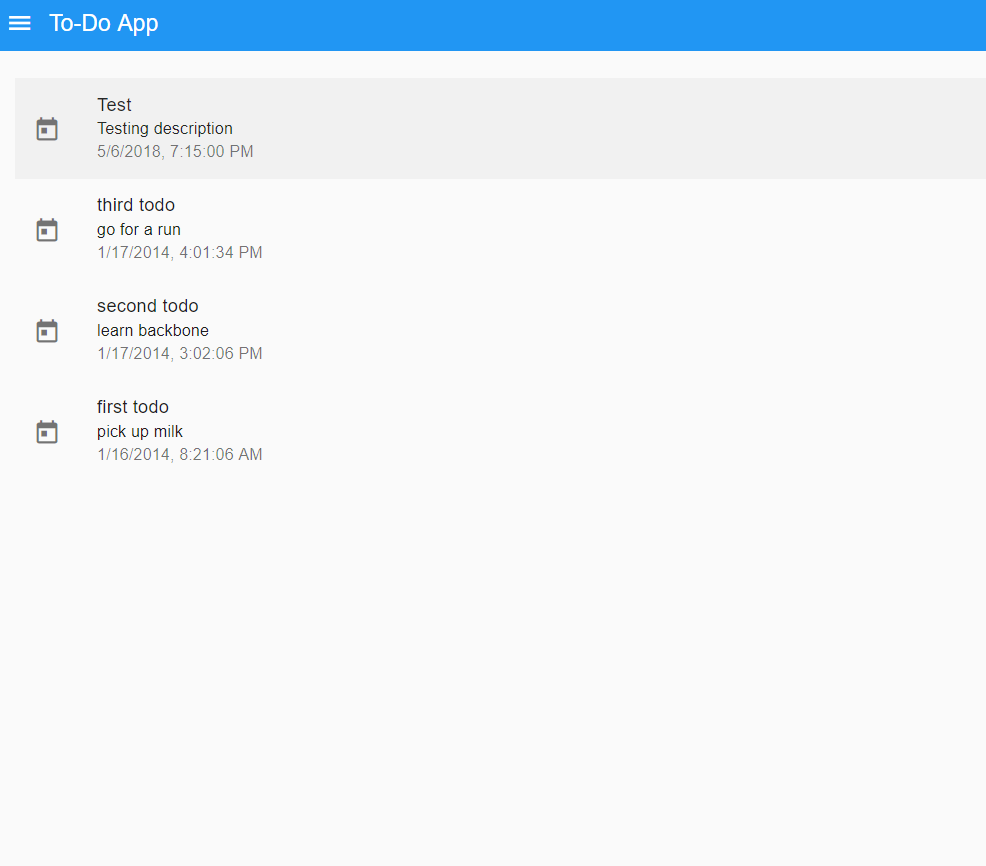 To-Do App
Test
Testing description
5/6/2018, 7:15:00 PM
third todo
go for a run
1/17/2014, 4:01:34 PM
second todo
learn backbone
1/17/2014, 3:02:06 PM
first todo
pick up milk
1/16/2014, 8:21:06 AM